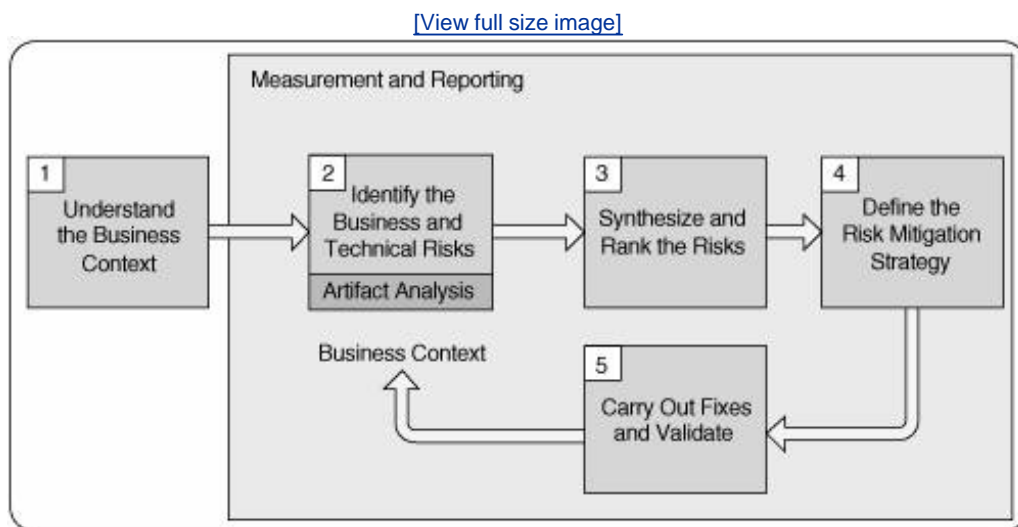 [View full size image]
Measurement and Reporting
1
Understand
the Business
Context
2
Identify the
Business and
Technical Risks
Artifact Analysis
3
Synthesize and
Rank the Risks
4
Define the
Risk Mitigation
Strategy
Business Context
5
Carry Out Fixes
and Validate